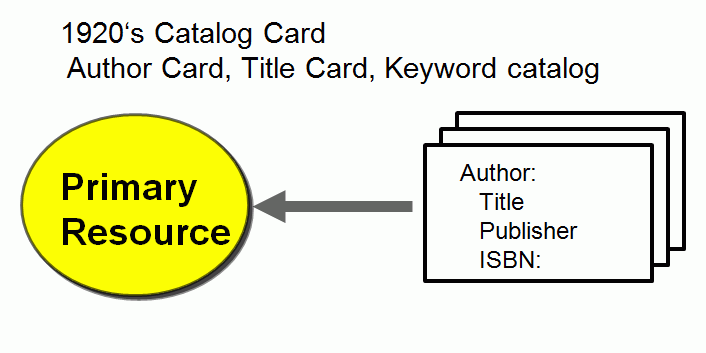 1920‘s Catalog Card
Author Card, Title Card, Keyword catalog
Primary
Resource
Author:
Title
Publisher
ISBN: